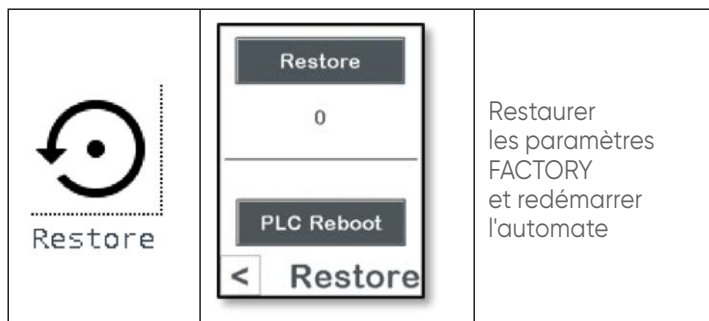 Restore
Restore
0
PLC Reboot
< Restore
Restaurer
les paramètres
FACTORY
et redémarrer
l'automate